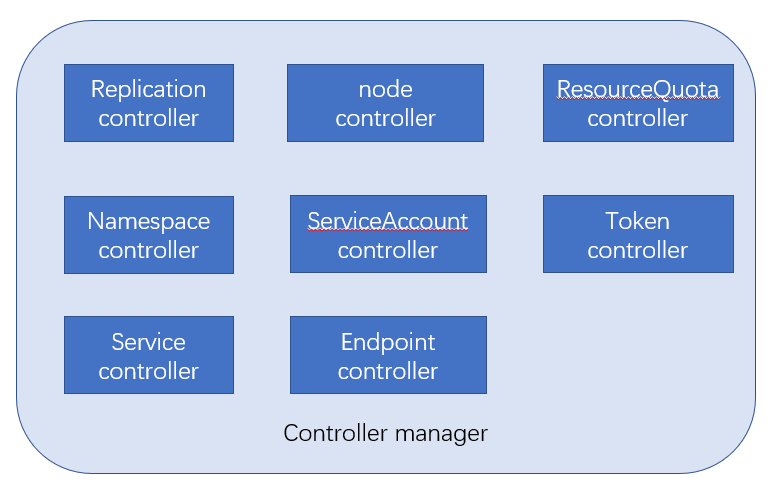 Replication
controller
node
controller
ResourceQuota
controller
Namespace
controller
ServiceAccount
controller
Token
controller
Service
controller
Endpoint
controller
Controller manager